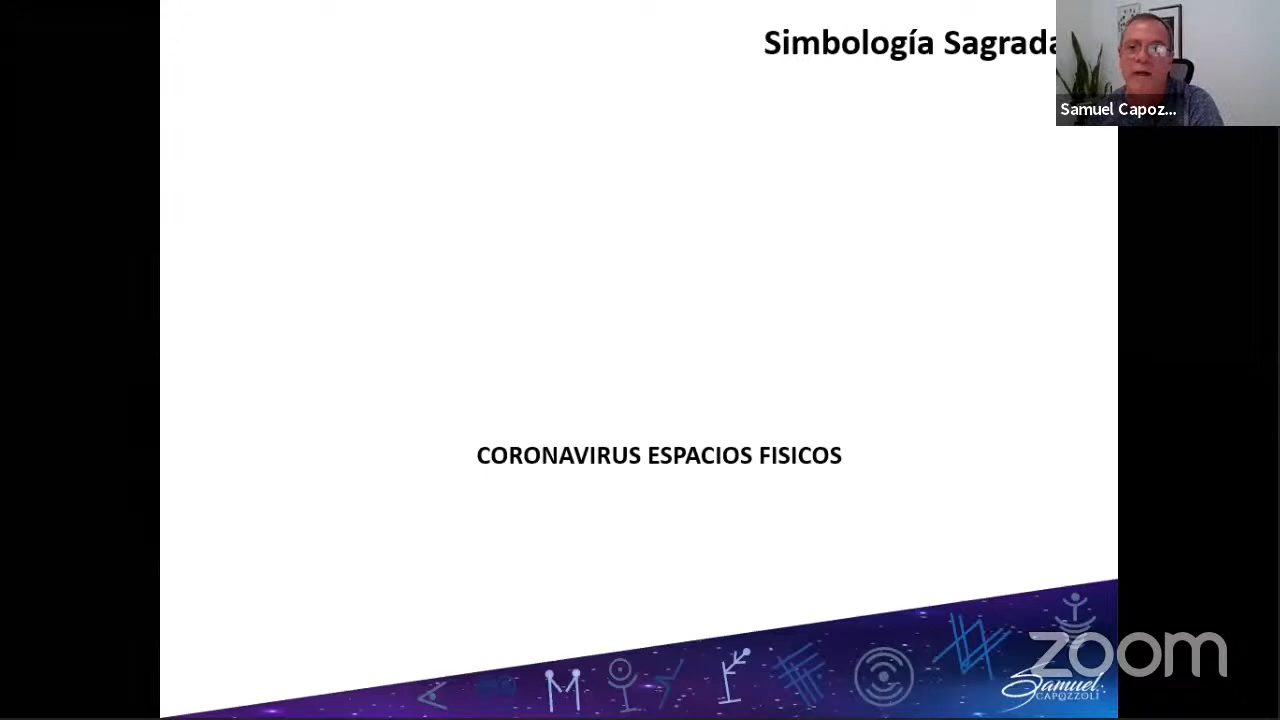 Simbología Sagrada
Samuel Capoz...
CORONAVIRUS ESPACIOS FISICOS
zoom
Samuel
CAPOZZOLI